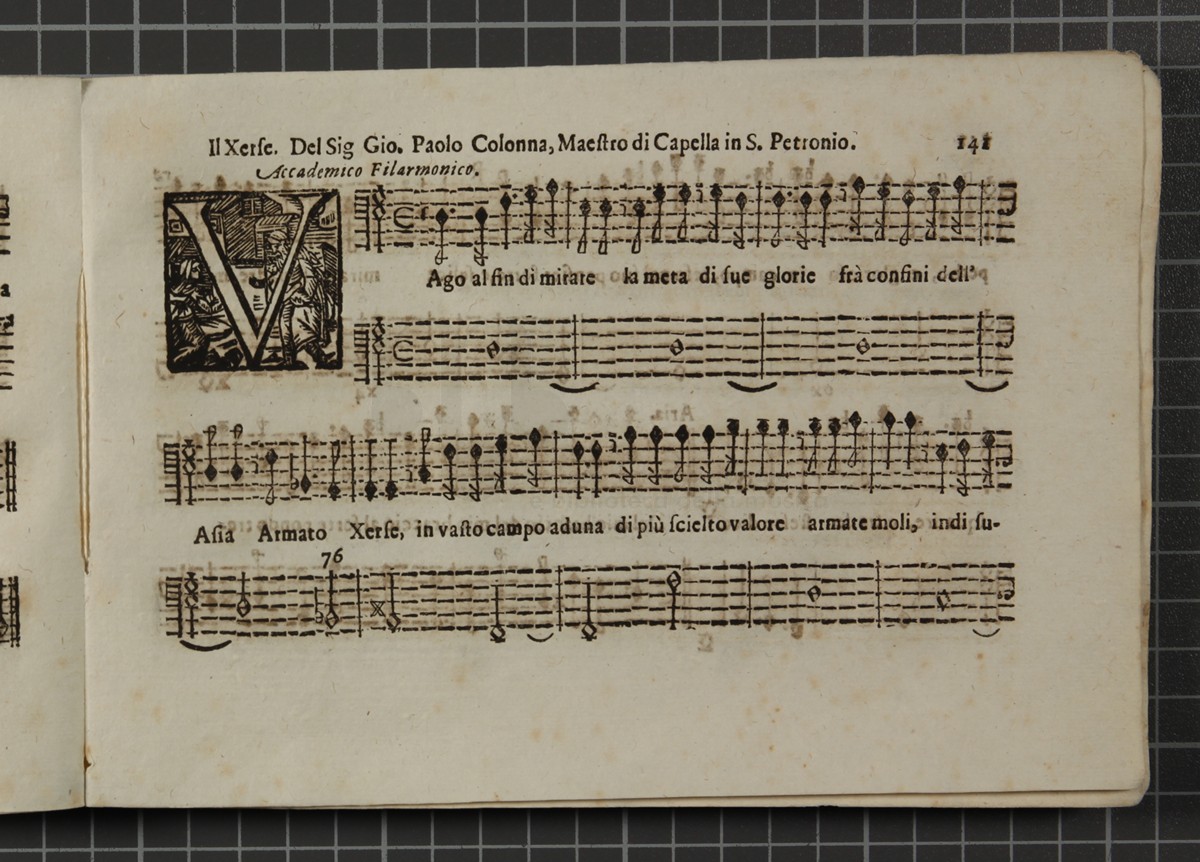 Il Xerſe. Del Sig Gio. Paolo Colonna, Maeſtro di Capella in S. Petronio. 141
Accademico Filarmonico.
V
Ago al fin di mirare la meta di ſue glorie frà confini dell'
Aſia Armato Xerſe, in vaſto campo aduna di più ſcielto valore armate moli, indi ſu-
76